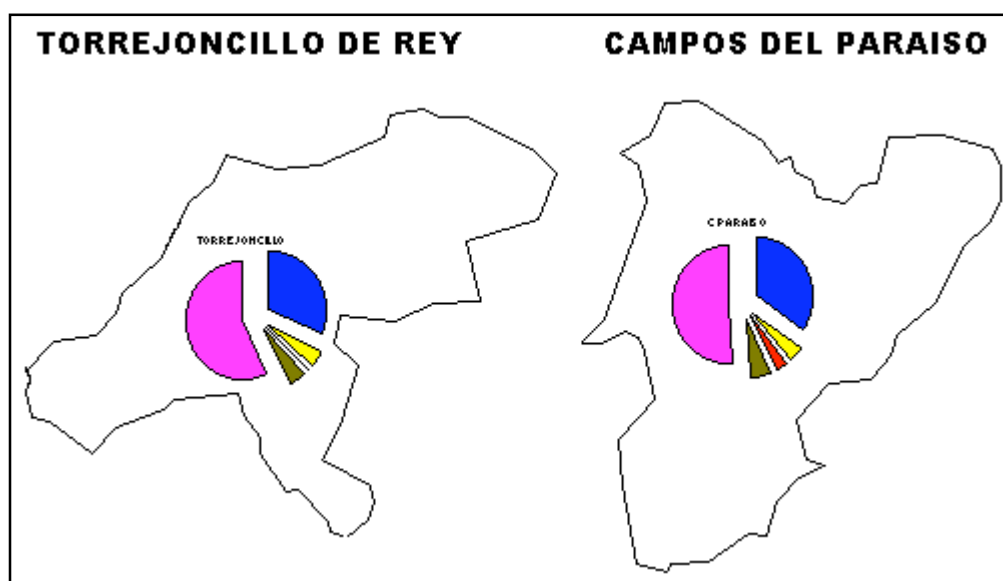 TORREJONCILLO DE REY
CAMPOS DEL PARAISO
TORREJONCILLO
C PARAISO